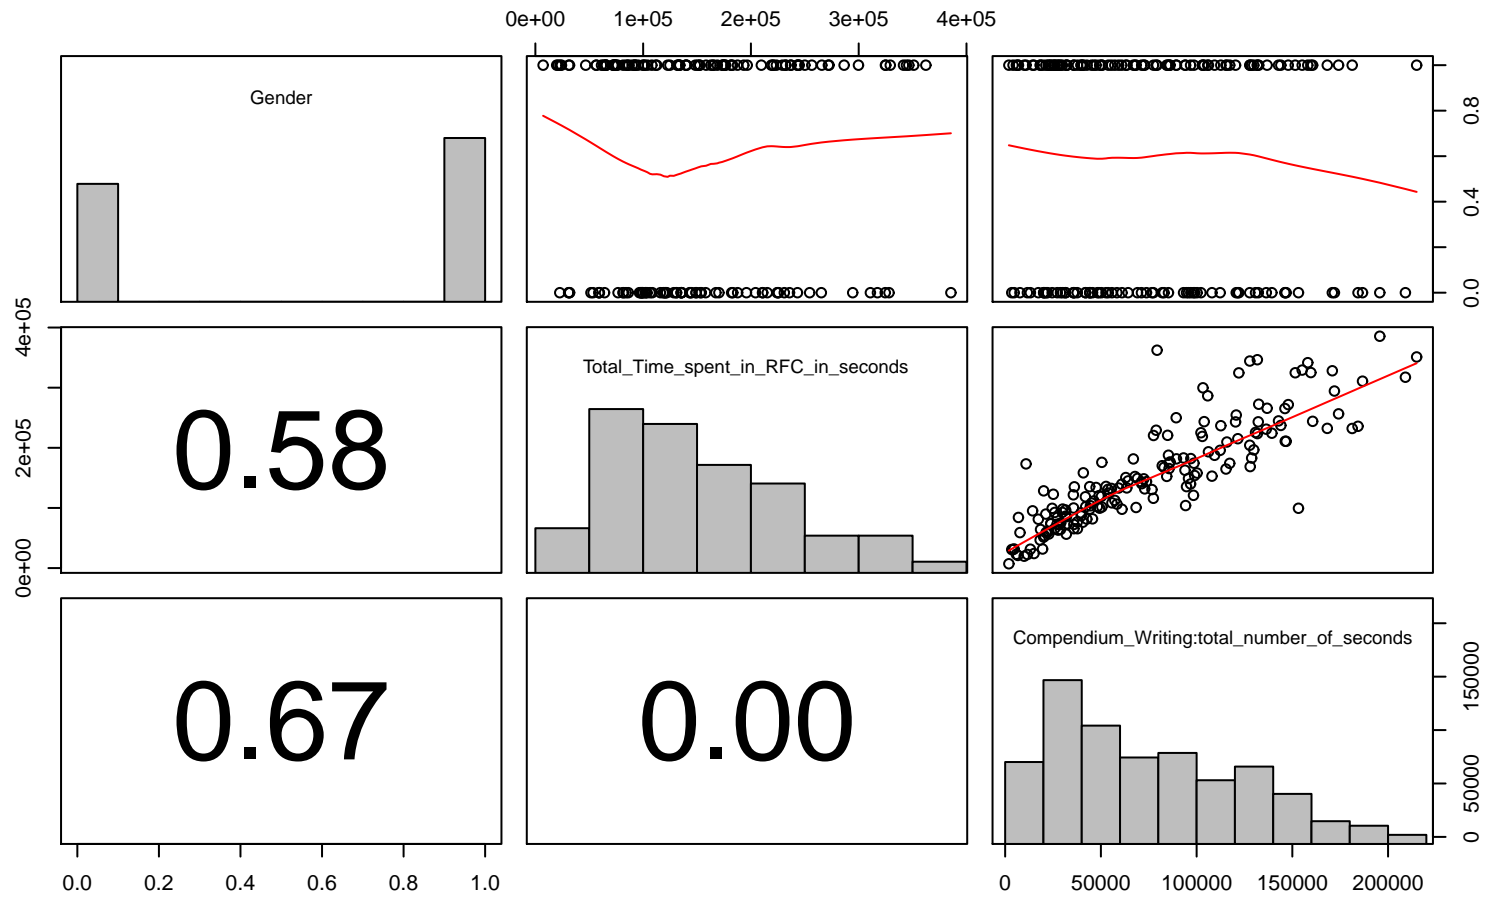 0e+00 1e+05 2e+05 3e+05 4e+05
Gender
0.0 0.4 0.8
0e+00 2e+05 4e+05
0.58
Total_Time_spent_in_RFC_in_seconds
0.67
0.00
Compendium_Writing:total_number_of_seconds
0 50000 150000
0.0 0.2 0.4 0.6 0.8 1.0
0 50000 100000 150000 200000